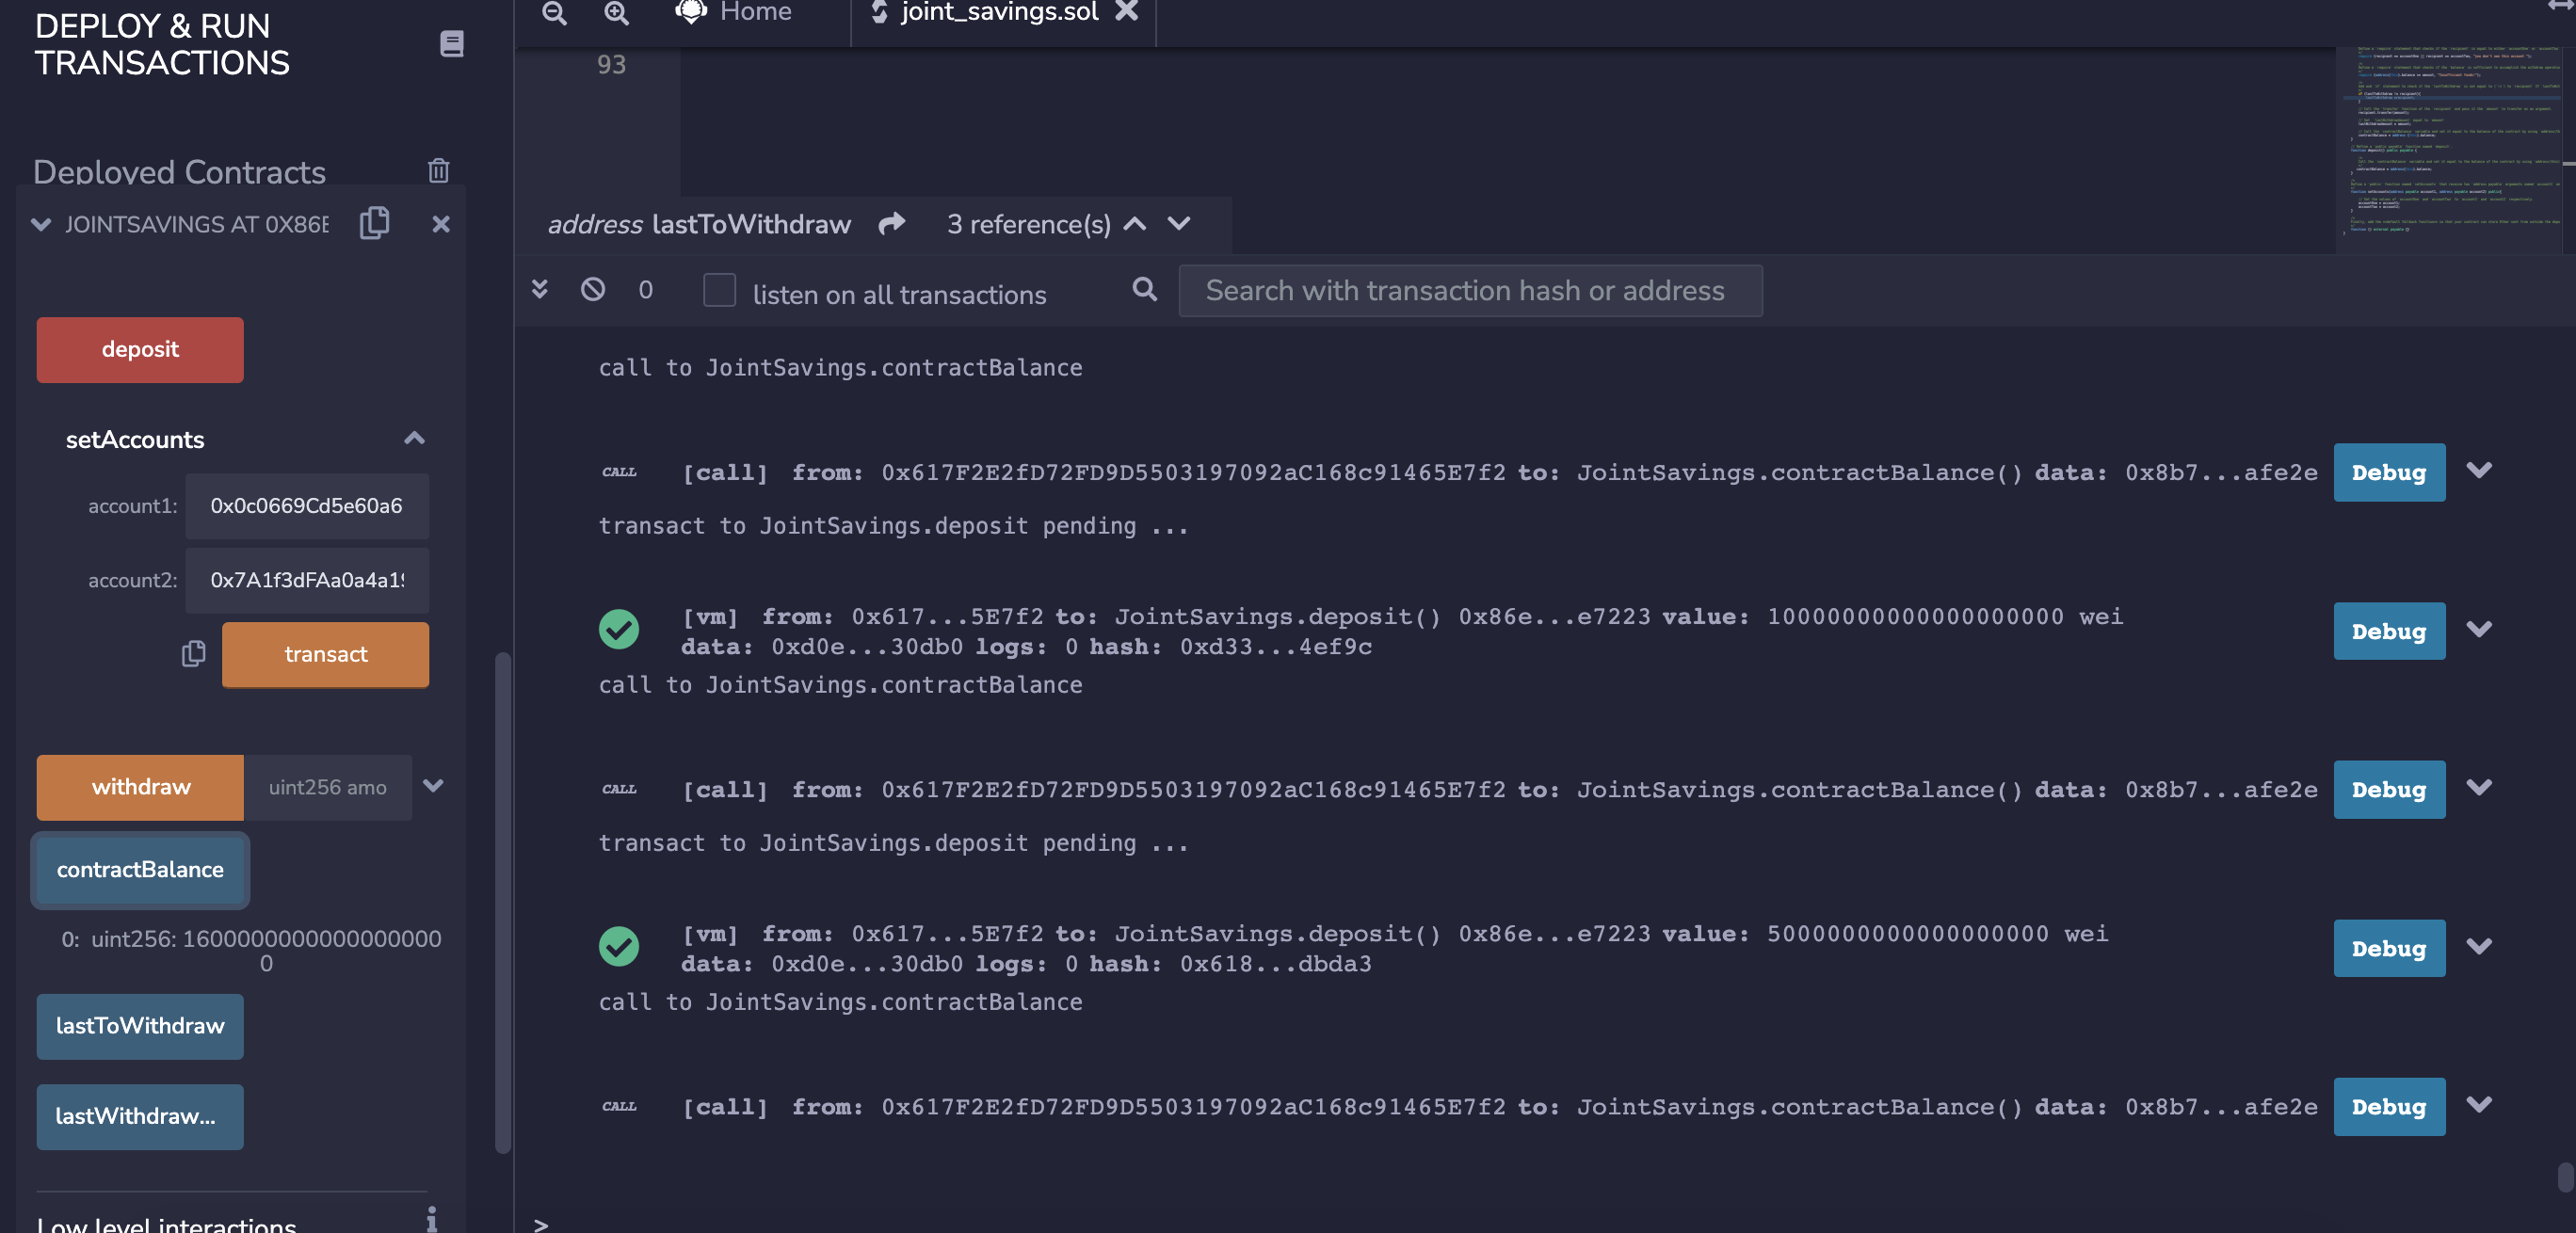 DEPLOY & RUN
TRANSACTIONS
Deployed Contracts
JOINTSAVINGS AT 0X86E
deposit
setAccounts
account1: 0x0c0669Cd5e60a6
account2: 0x7A1f3dFAa0a4a19
transact
withdraw uint256 amo
contractBalance
0: uint256: 1600000000000000000
0
lastToWithdraw
lastWithdraw...
Low level interactions
Home
joint_savings.sol
93
address lastToWithdraw 3 reference(s)
0 listen on all transactions Search with transaction hash or address
call to JointSavings.contractBalance
CALL [call] from: 0x617F2E2fD72FD9D5503197092aC168c91465E7f2 to: JointSavings.contractBalance() data: 0x8b7...afe2e Debug
transact to JointSavings.deposit pending ...
[vm] from: 0x617...5E7f2 to: JointSavings.deposit() 0x86e...e7223 value: 10000000000000000000 wei Debug
data: 0xd0e...30db0 logs: 0 hash: 0xd33...4ef9c
call to JointSavings.contractBalance
CALL [call] from: 0x617F2E2fD72FD9D5503197092aC168c91465E7f2 to: JointSavings.contractBalance() data: 0x8b7...afe2e Debug
transact to JointSavings.deposit pending ...
[vm] from: 0x617...5E7f2 to: JointSavings.deposit() 0x86e...e7223 value: 5000000000000000000 wei Debug
data: 0xd0e...30db0 logs: 0 hash: 0x618...dbda3
call to JointSavings.contractBalance
CALL [call] from: 0x617F2E2fD72FD9D5503197092aC168c91465E7f2 to: JointSavings.contractBalance() data: 0x8b7...afe2e Debug
>